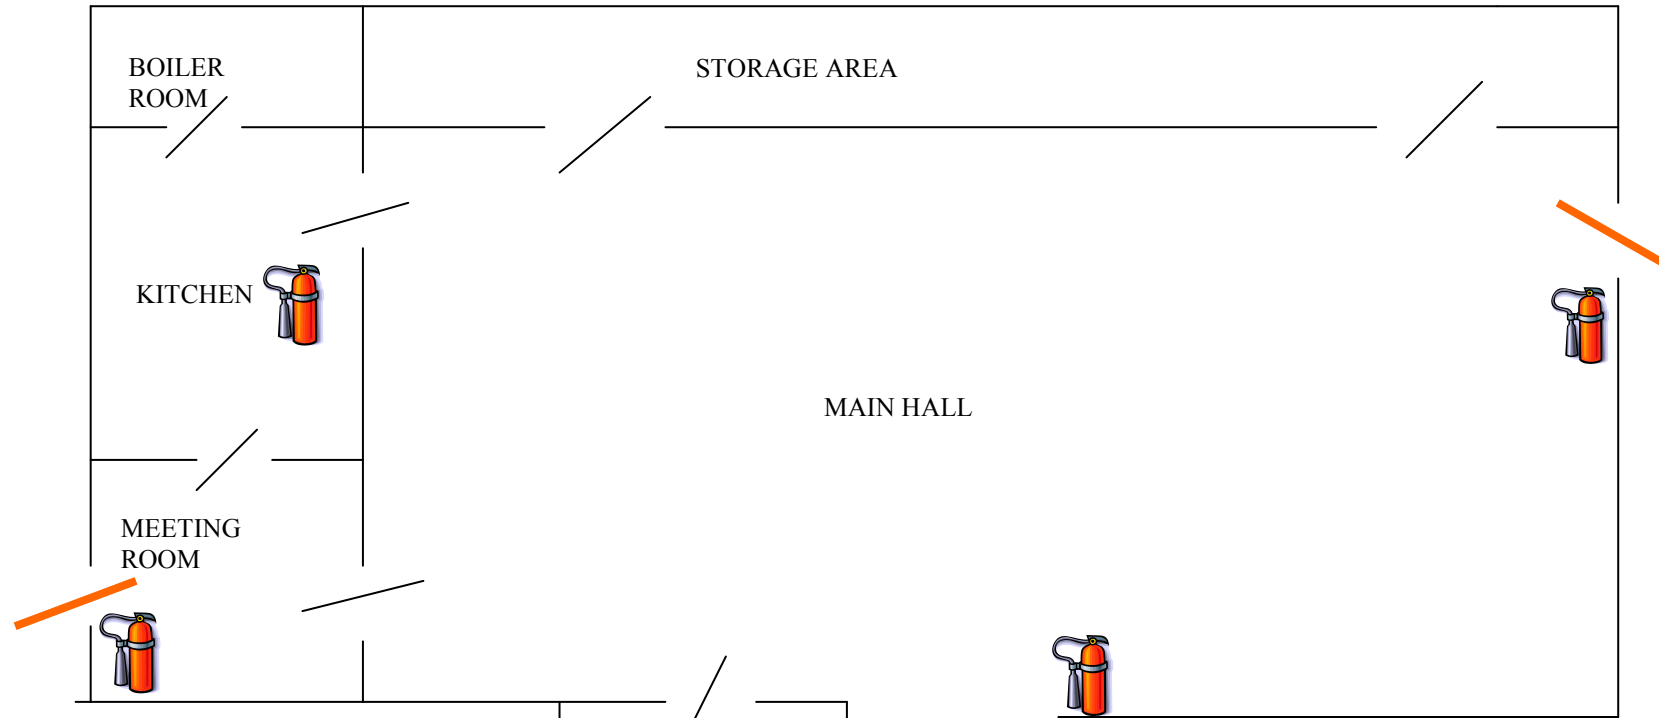 BOILER
ROOM
STORAGE AREA
KITCHEN
MAIN HALL
MEETING
ROOM